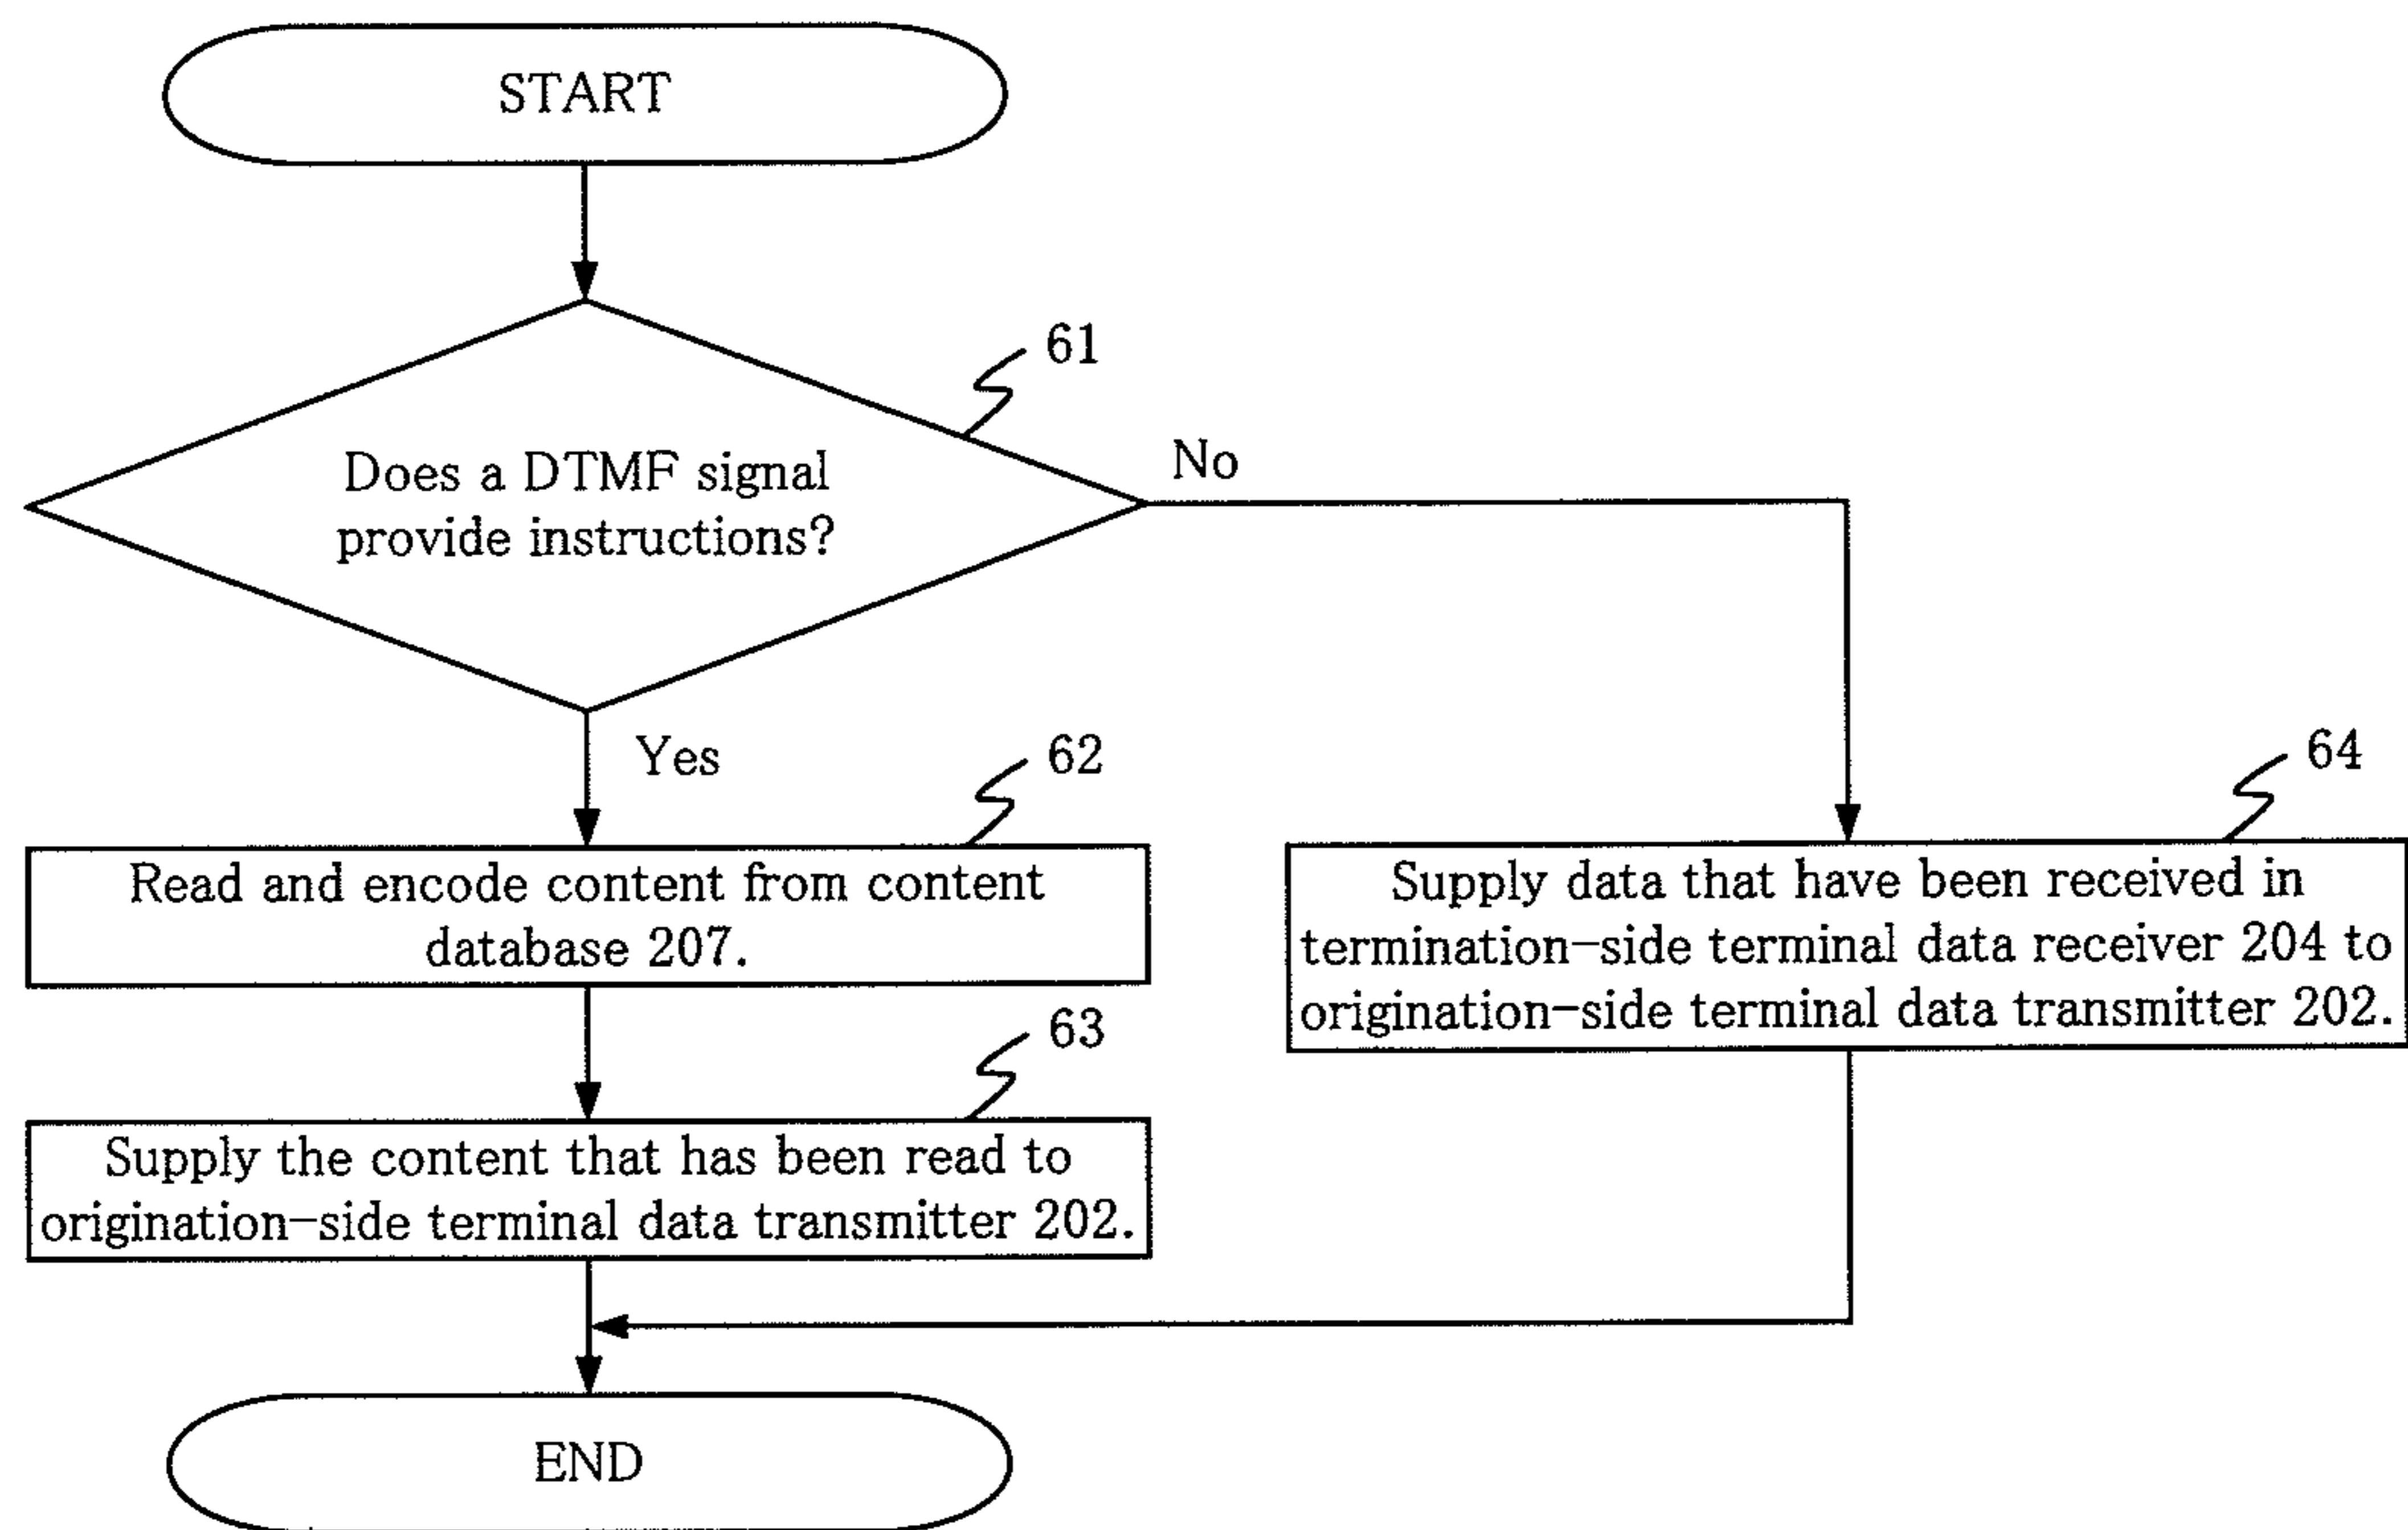 START
61
Does a DTMF signal
provide instructions?
No
Yes
62
Read and encode content from content
database 207.
63
Supply the content that has been read to
origination-side terminal data transmitter 202.
64
Supply data that have been received in
termination-side terminal data receiver 204 to
origination-side terminal data transmitter 202.
END